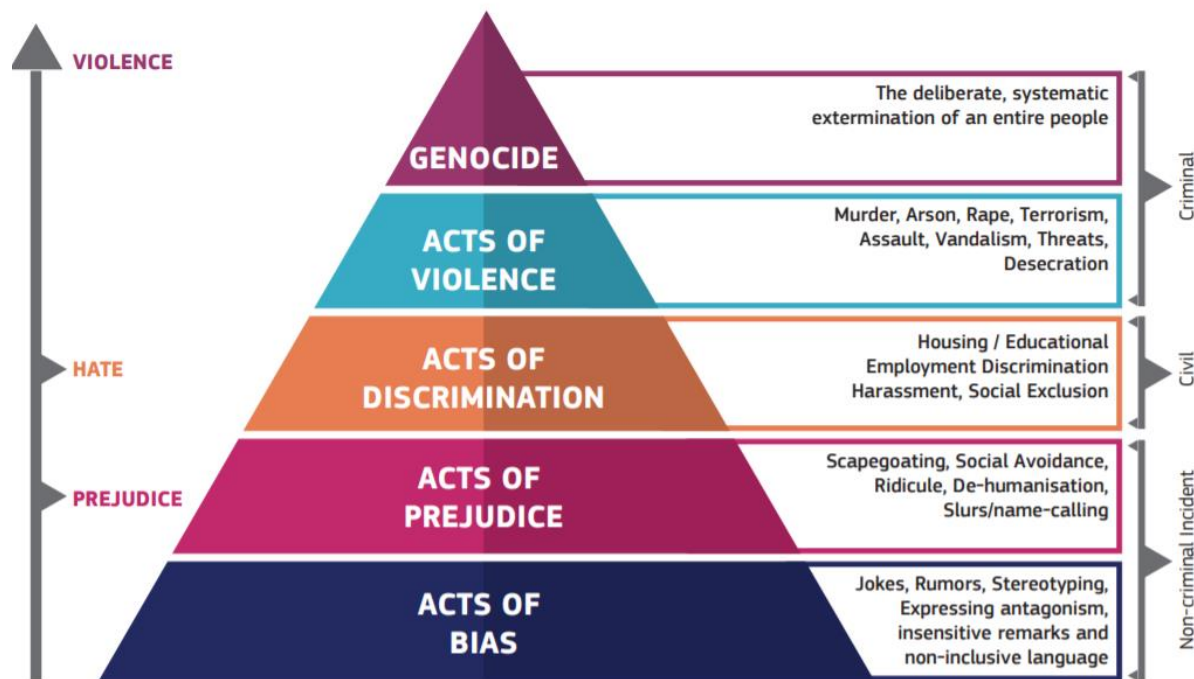 VIOLENCE
The deliberate, systematic
extermination of an entire people
GENOCIDE
Criminal
ACTS OF
VIOLENCE
Murder, Arson, Rape, Terrorism,
Assault, Vandalism, Threats,
Desecration
HATE
ACTS OF
DISCRIMINATION
Housing / Educational
Employment Discrimination
Harassment, Social Exclusion
Civil
PREJUDICE
ACTS OF
PREJUDICE
Scapegoating, Social Avoidance,
Ridicule, De-humanisation,
Slurs/name-calling
Non-criminal Incident
ACTS OF
BIAS
Jokes, Rumors, Stereotyping,
Expressing antagonism,
insensitive remarks and
non-inclusive language